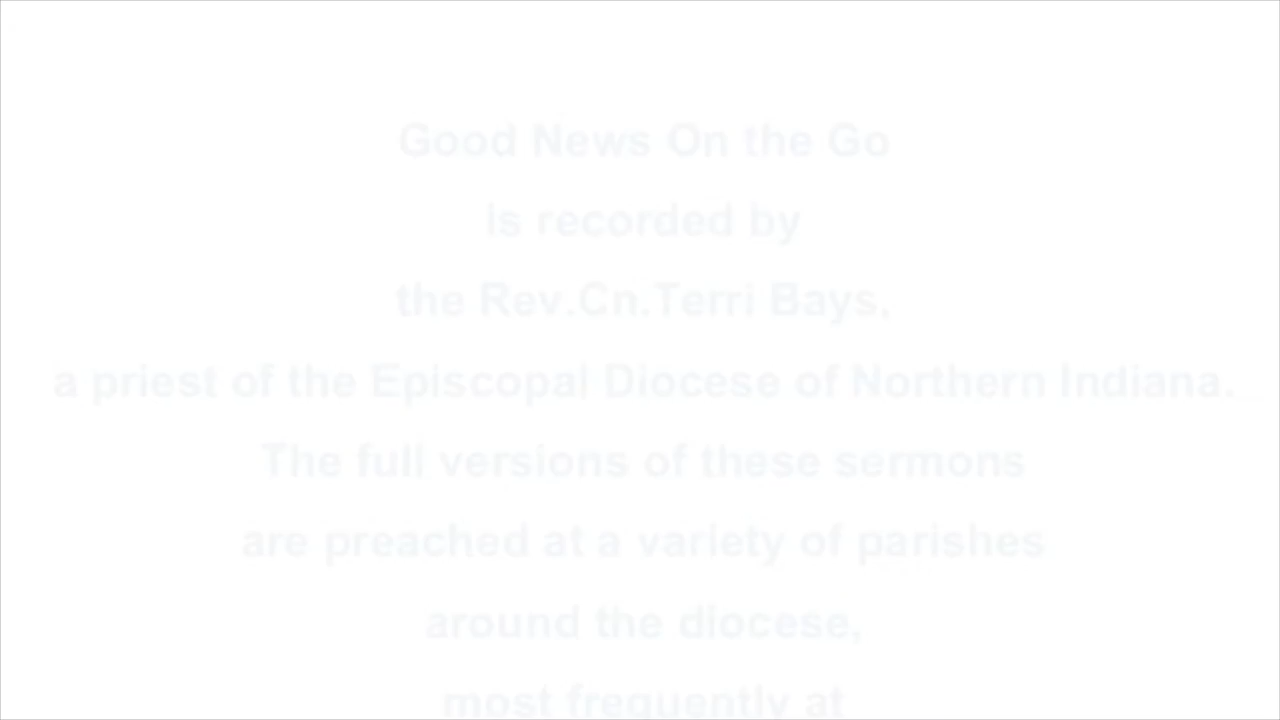 Good News On the Go
is recorded by
the Rev.Cn.Terri Bays,
a priest of the Episcopal Diocese of Northern Indiana.
The full versions of these sermons
are preached at a variety of parishes
around the diocese,
most frequently at